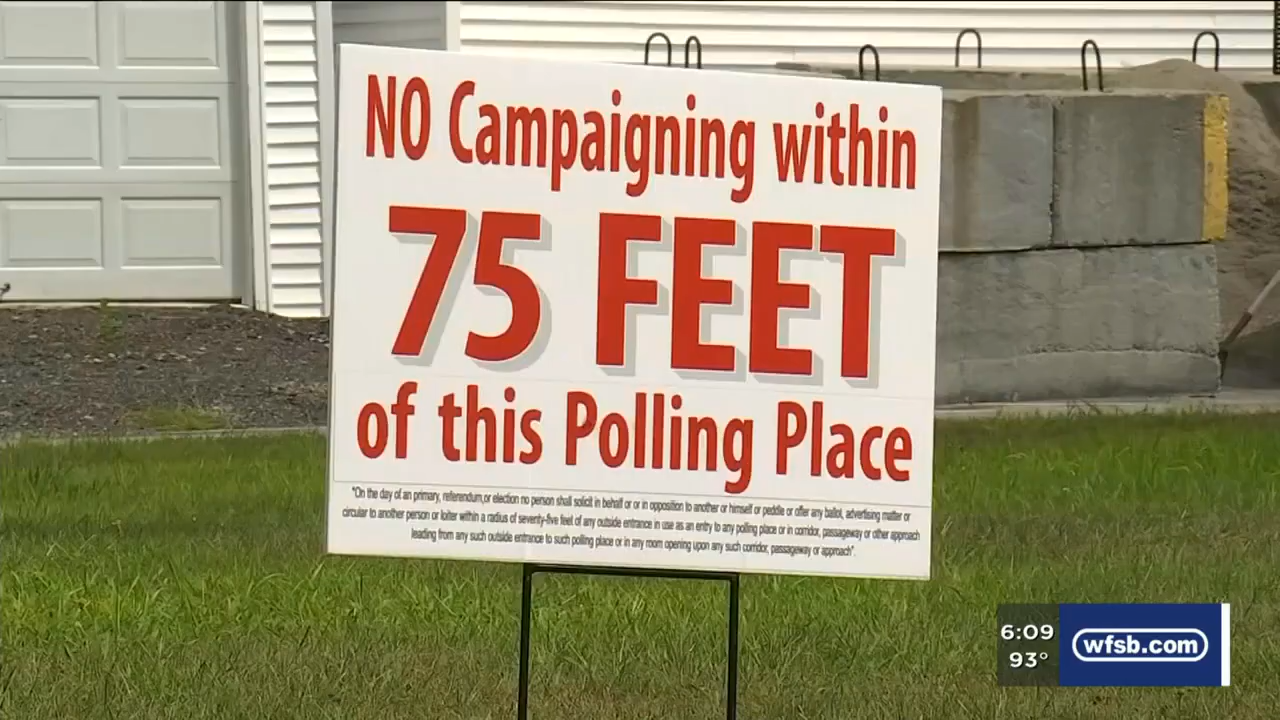 NO Campaigning within
75 FEET
of this Polling Place
"On the day of an primary, referendum,or election no person shall solicit in behalf or or in opposition to another or himself or peddle or offer any ballot, advertising matter or
circular to another person or loiter within a radius of seventy-five feel of any outside entrance in use as an entry to any polling place or in corridor, passageway or other approach
leading from any such outside entrance to such polling place or in any room opening upon any such corridor, passageway or approach".
6:09
93°
wfsb.com